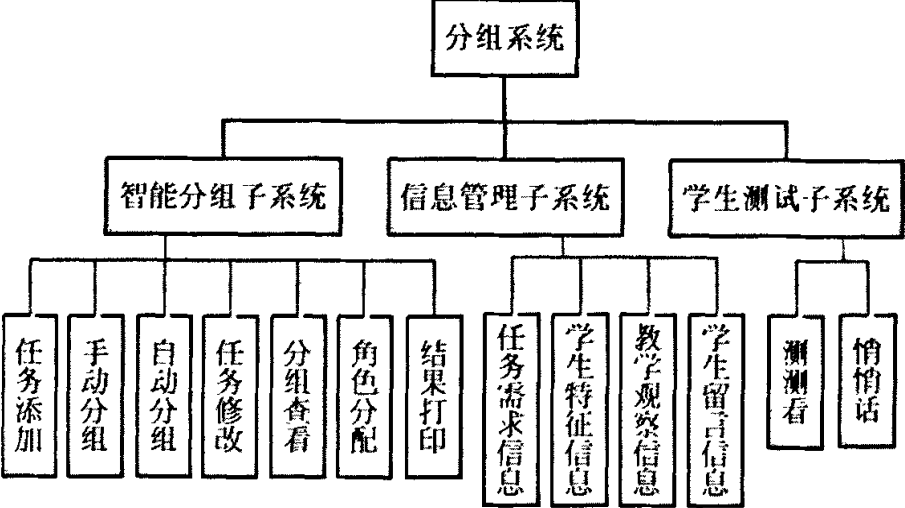 分组系统
智能分组子系统
信息管理子系统
学生测试子系统
任务添加
手动分组
自动分组
任务修改
分组查看
角色分配
结果打印
任务需求信息
学生特征信息
教学观察信息
学生留言信息
测测看
悄悄话